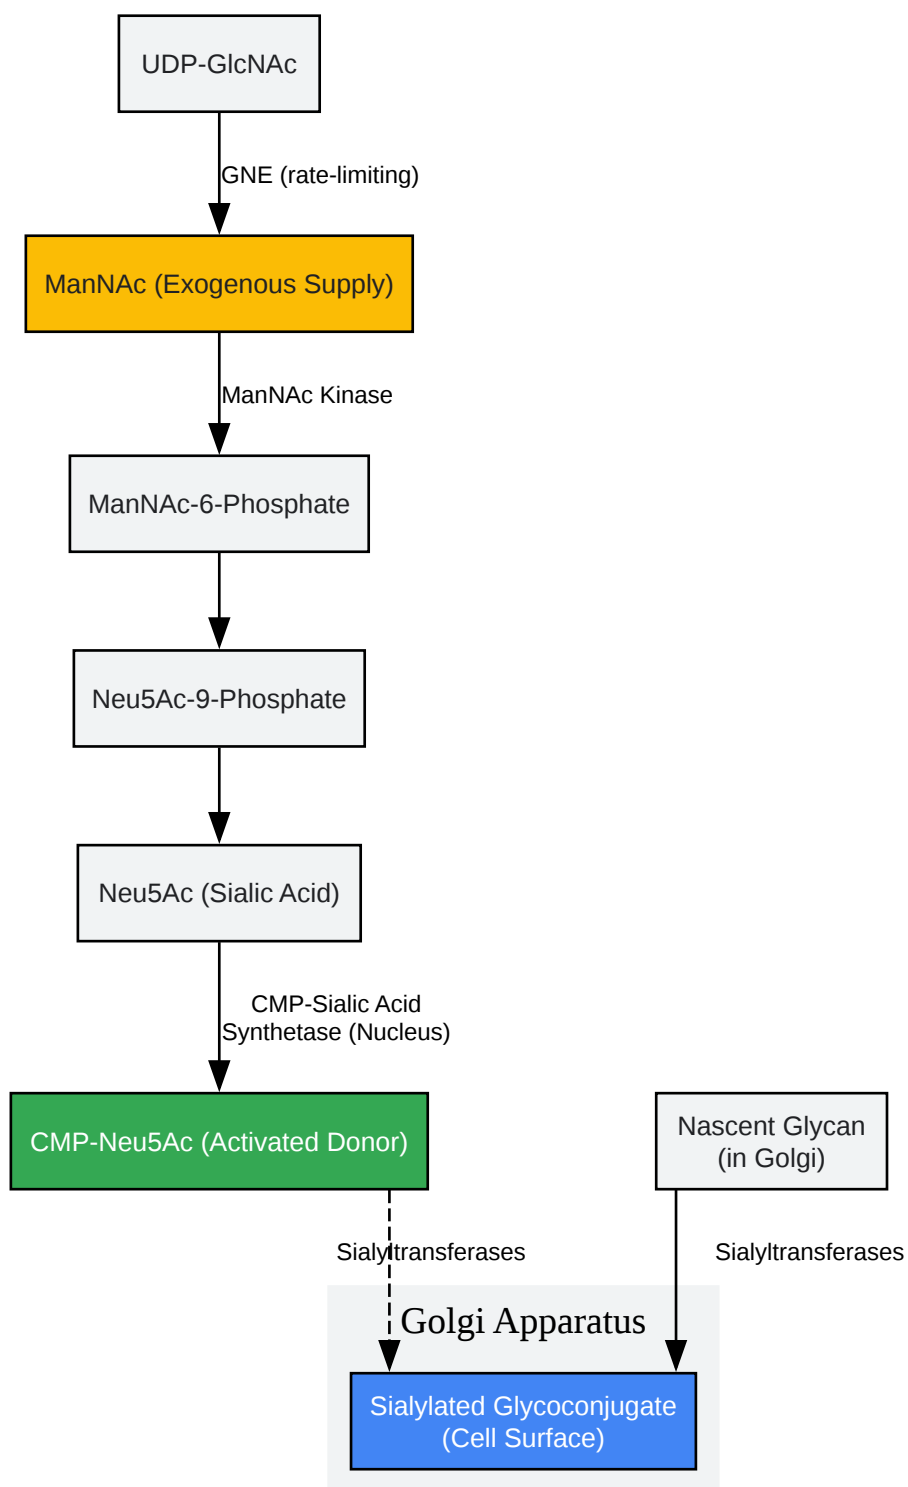 UDP-GlcNAc
GNE (rate-limiting)
ManNAc (Exogenous Supply)
ManNAc Kinase
ManNAc-6-Phosphate
Neu5Ac-9-Phosphate
Neu5Ac (Sialic Acid)
CMP-Sialic Acid
Synthetase (Nucleus)
CMP-Neu5Ac (Activated Donor)
Nascent Glycan
(in Golgi)
Sialyltransferases
Sialyltransferases
Golgi Apparatus
Sialylated Glycoconjugate
(Cell Surface)